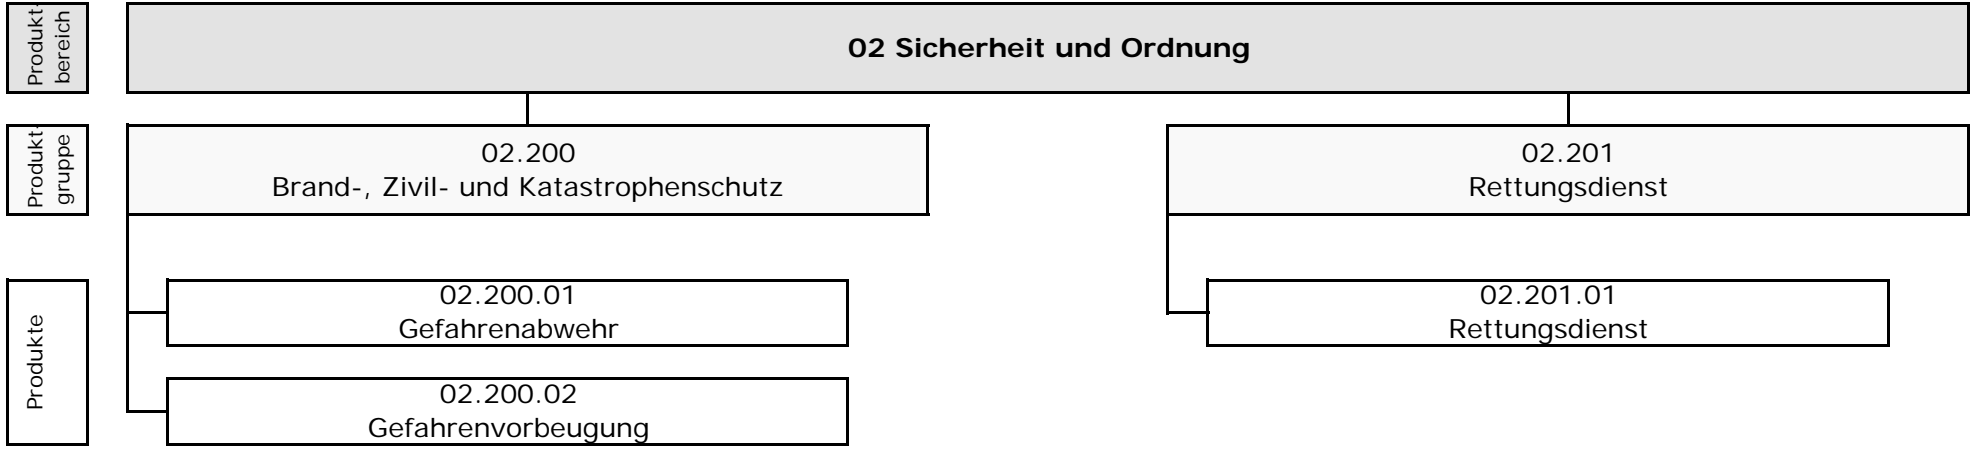 Produkt-
bereich
02 Sicherheit und Ordnung
Produkt-
gruppe
02.200
Brand-, Zivil- und Katastrophenschutz
02.201
Rettungsdienst
Produkte
02.200.01
Gefahrenabwehr
02.201.01
Rettungsdienst
02.200.02
Gefahrenvorbeugung